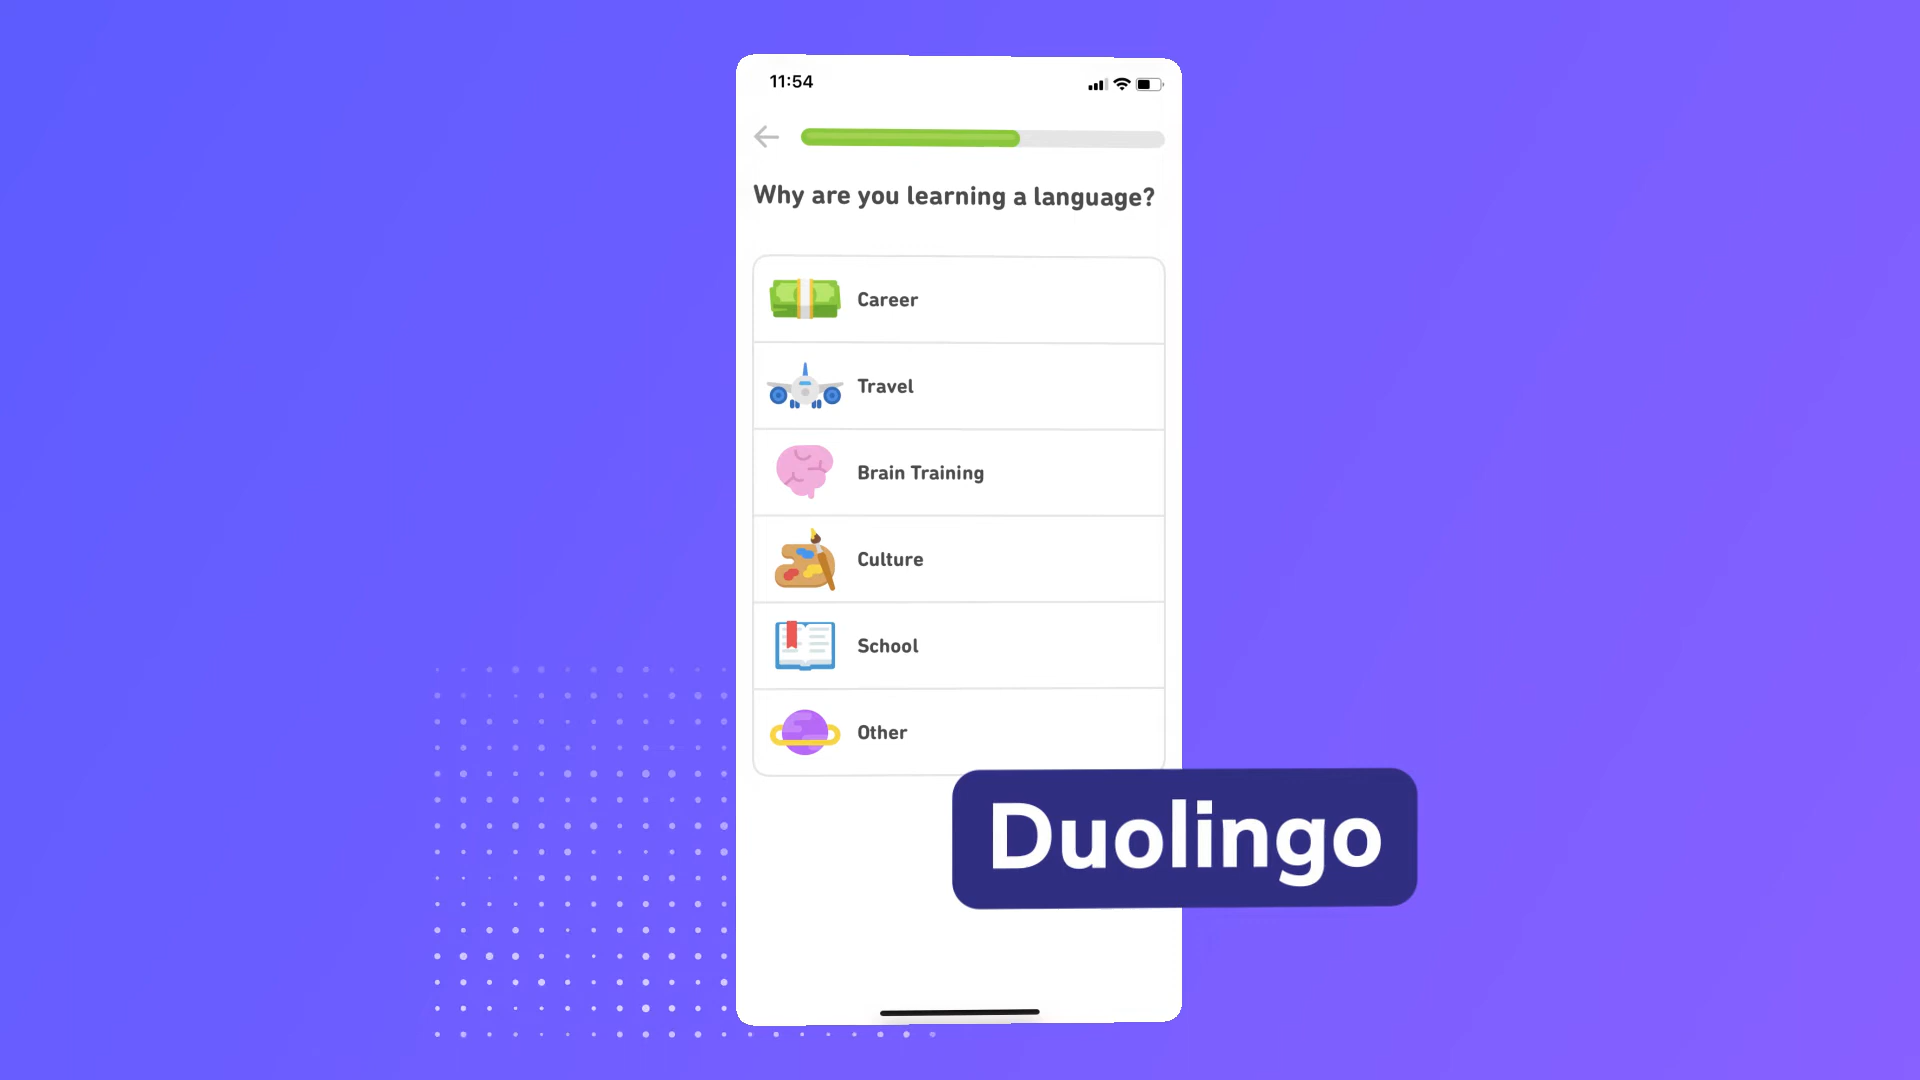 11:54
Why are you learning a language?
Career
Travel
Brain Training
Culture
School
Other
Duolingo